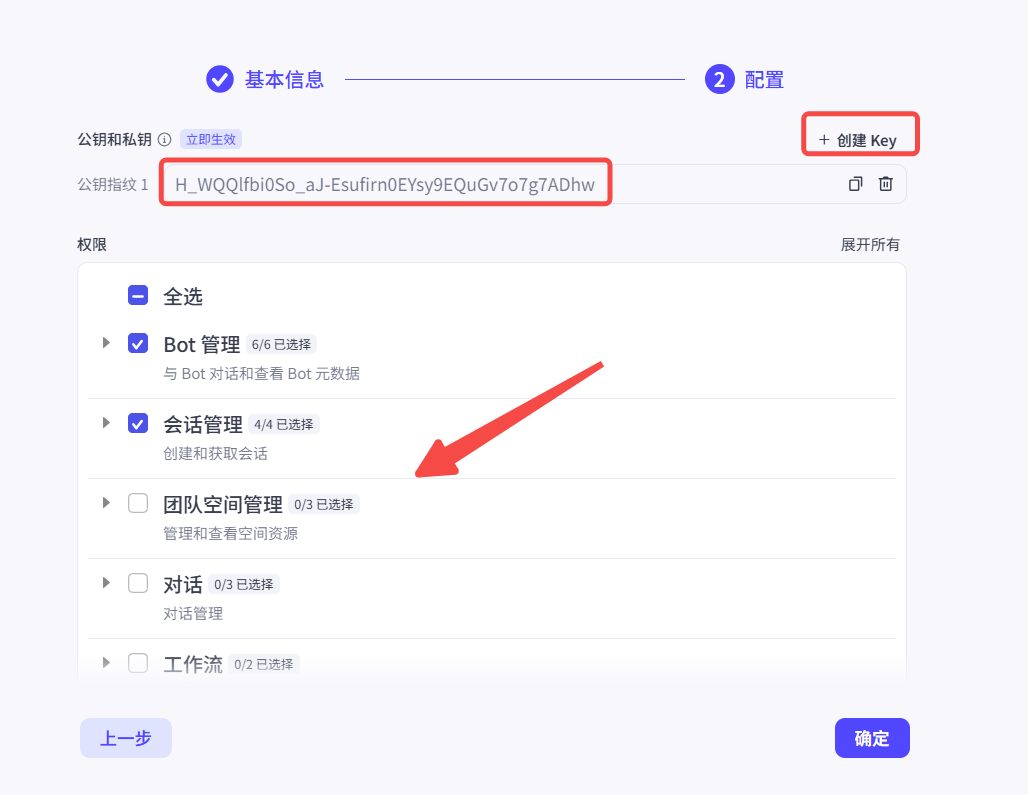 基本信息
2 配置
公钥和私钥 立即生效
+ 创建 Key
公钥指纹 1 H_WQQlfbi0So_aJ-Esufirn0EYsy9EQuGv7o7g7ADhw
权限 展开所有
全选
Bot 管理 6/6 已选择
与 Bot 对话和查看 Bot 元数据
会话管理 4/4 已选择
创建和获取会话
团队空间管理 0/3 已选择
管理和查看空间资源
对话 0/3 已选择
对话管理
工作流 0/2 已选择
上一步 确定